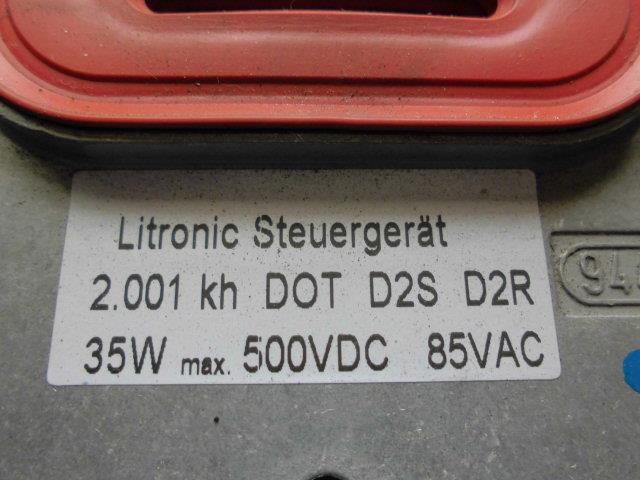 Litronic Steuergerät
2.001 kh DOT D2S D2R
35W max. 500VDC 85VAC